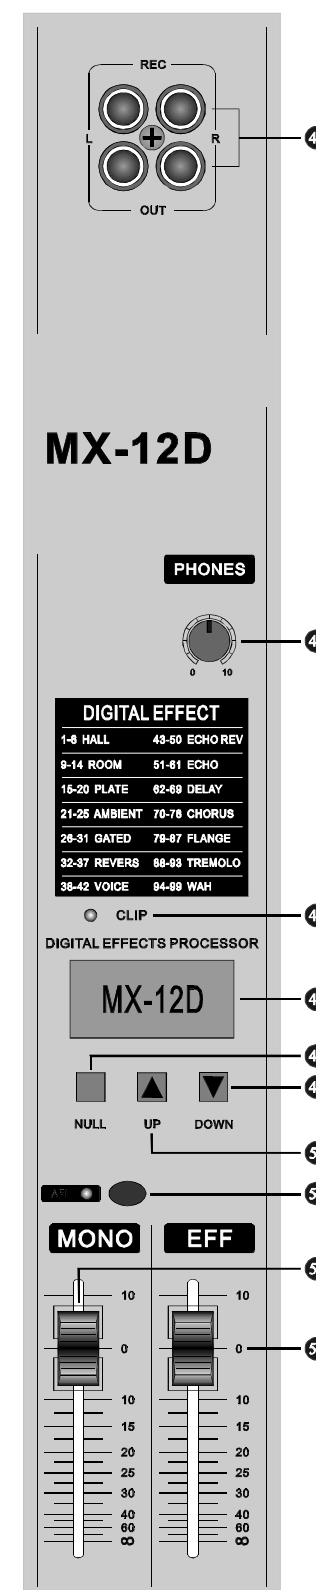 REC
L R
OUT
MX-12D
PHONES
0 10
DIGITAL EFFECT
1-8 HALL 43-50 ECHO REV
9-14 ROOM 51-61 ECHO
15-20 PLATE 62-69 DELAY
21-25 AMBIENT 70-78 CHORUS
26-31 GATED 79-87 FLANGE
32-37 REVERS 88-93 TREMOLO
38-42 VOICE 94-99 WAH
CLIP
DIGITAL EFFECTS PROCESSOR
MX-12D
NULL UP DOWN
MONO EFF
10 10
0 0
10 10
15 15
20 20
25 25
30 30
40 40
60 60
∞ ∞